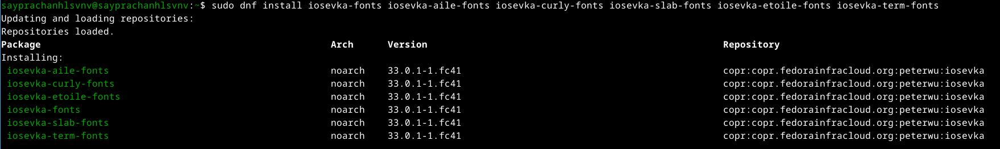 sayprachanhlsvnv@sayprachanhlsvnv:~$ sudo dnf install iosevka-fonts iosevka-aile-fonts iosevka-curly-fonts iosevka-slab-fonts iosevka-etoile-fonts iosevka-term-fonts
Updating and loading repositories:
Repositories loaded.
Package Arch Version Repository
Installing:
iosevka-aile-fonts noarch 33.0.1-1.fc41 copr:copr.fedorainfracloud.org:peterwu:iosevka
iosevka-curly-fonts noarch 33.0.1-1.fc41 copr:copr.fedorainfracloud.org:peterwu:iosevka
iosevka-etoile-fonts noarch 33.0.1-1.fc41 copr:copr.fedorainfracloud.org:peterwu:iosevka
iosevka-fonts noarch 33.0.1-1.fc41 copr:copr.fedorainfracloud.org:peterwu:iosevka
iosevka-slab-fonts noarch 33.0.1-1.fc41 copr:copr.fedorainfracloud.org:peterwu:iosevka
iosevka-term-fonts noarch 33.0.1-1.fc41 copr:copr.fedorainfracloud.org:peterwu:iosevka